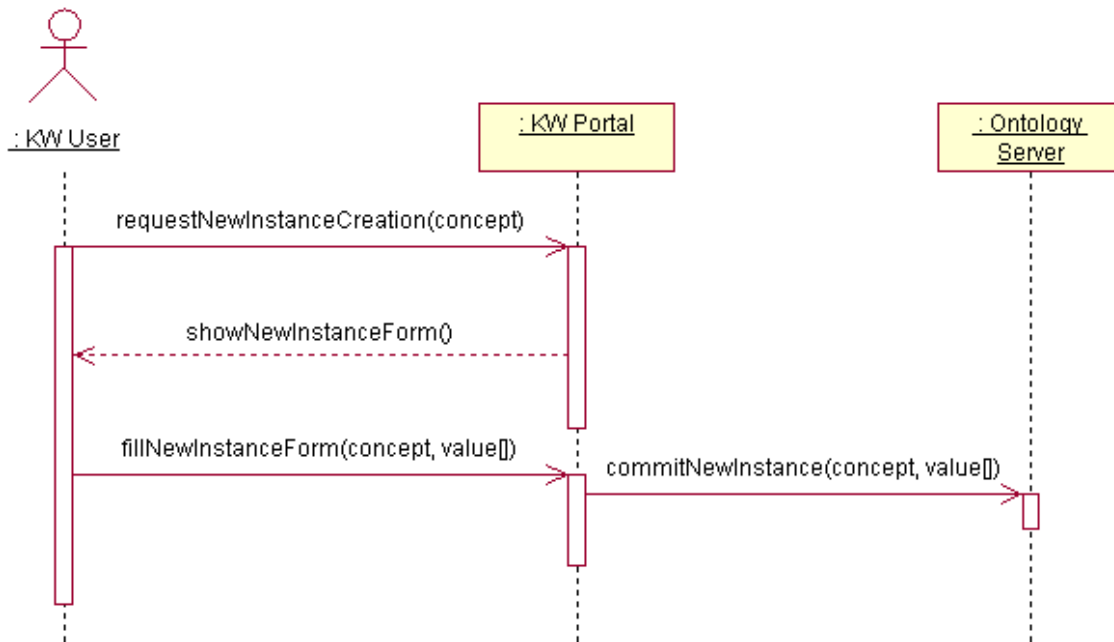 : KW User
: KW Portal
: Ontology
Server
requestNewInstanceCreation(concept)
showNewInstanceForm()
fillNewInstanceForm(concept, value[])
commitNewInstance(concept, value[])